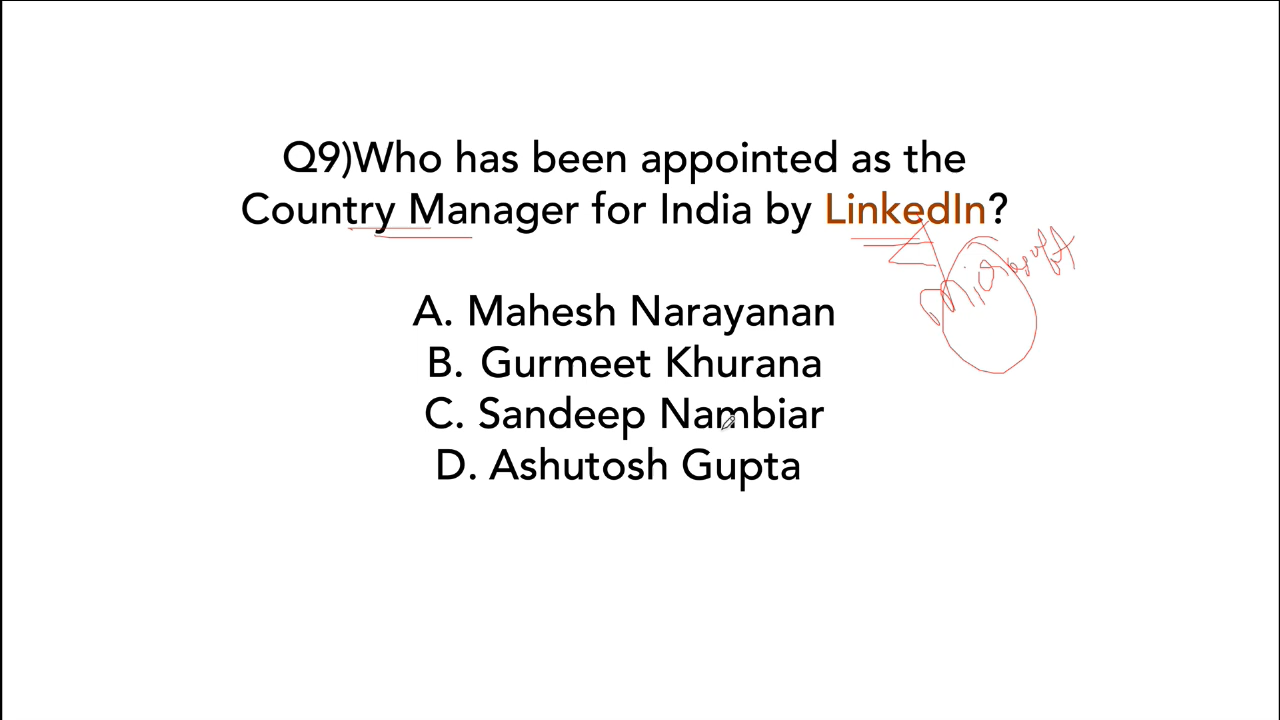 Q9)Who has been appointed as the
Country Manager for India by LinkedIn?
Microsoft
A. Mahesh Narayanan
B. Gurmeet Khurana
C. Sandeep Nambiar
D. Ashutosh Gupta